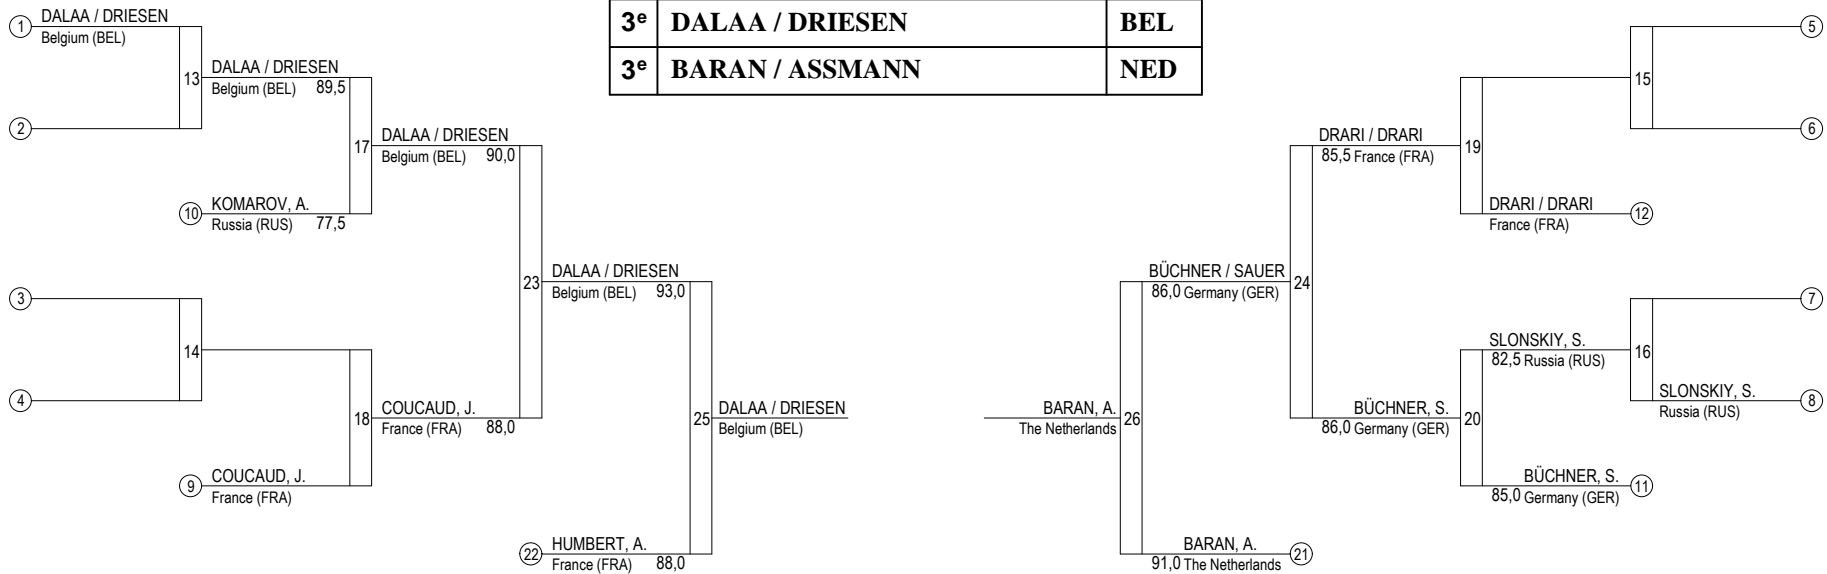 3e DALAA / DRIESEN BEL
3e BARAN / ASSMANN NED
1 DALAA / DRIESEN
Belgium (BEL)
2
13 DALAA / DRIESEN
Belgium (BEL) 89,5
10 KOMAROV, A.
Russia (RUS) 77,5
17 DALAA / DRIESEN
Belgium (BEL) 90,0
3
4
14
9 COUCAUD, J.
France (FRA)
18 COUCAUD, J.
France (FRA) 88,0
23 DALAA / DRIESEN
Belgium (BEL) 93,0
22 HUMBERT, A.
France (FRA) 88,0
25 DALAA / DRIESEN
Belgium (BEL)
5
6
15
DRARI / DRARI 12
France (FRA)
DRARI / DRARI 19
85,5 France (FRA)
7
SLONSKIY, S. 8
Russia (RUS)
SLONSKIY, S. 16
82,5 Russia (RUS)
BÜCHNER, S. 11
85,0 Germany (GER)
BÜCHNER, S. 20
86,0 Germany (GER)
BÜCHNER / SAUER 24
86,0 Germany (GER)
BARAN, A. 21
91,0 The Netherlands
BARAN, A. 26
The Netherlands